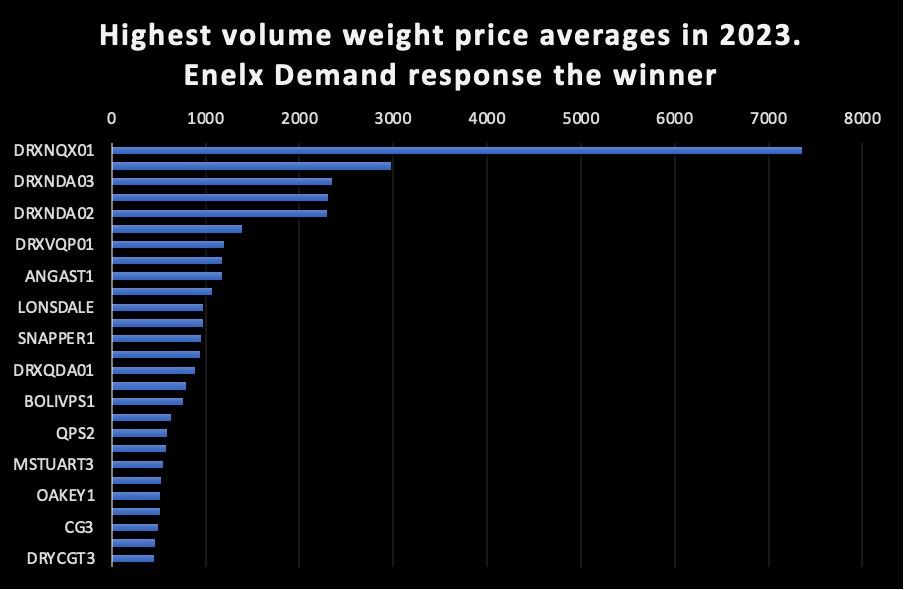 Highest volume weight price averages in 2023.
Enelx Demand response the winner
0 1000 2000 3000 4000 5000 6000 7000 8000
DRXNQX01
DRXNDA03
DRXNDA02
DRXVQP01
ANGAST1
LONSDALE
SNAPPER1
DRXQDA01
BOLIVPS1
QPS2
MSTUART3
OAKEY1
CG3
DRYCGT3